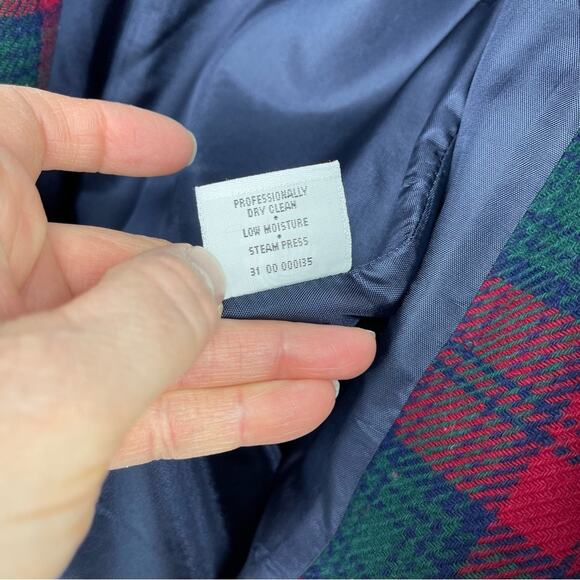 PROFESSIONALLY
DRY CLEAN
•
LOW MOISTURE
•
STEAM PRESS
31 00 000135